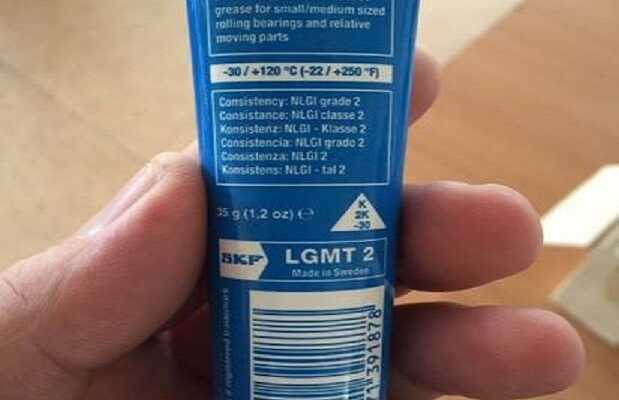 grease for small/medium sized
rolling bearings and relative
moving parts
-30 / +120 °C (-22 / +250 °F)
Consistency: NLGI grade 2
Consistance: NLGI classe 2
Konsistenz: NLGI - Klasse 2
Consistencia: NLGI grado 2
Consistenza: NLGI 2
Konsistens: NLGI - tal 2
35 g (1,2 oz) ℮
K
2K
-30
SKF
LGMT 2
Made in Sweden
a registered trademark
391878